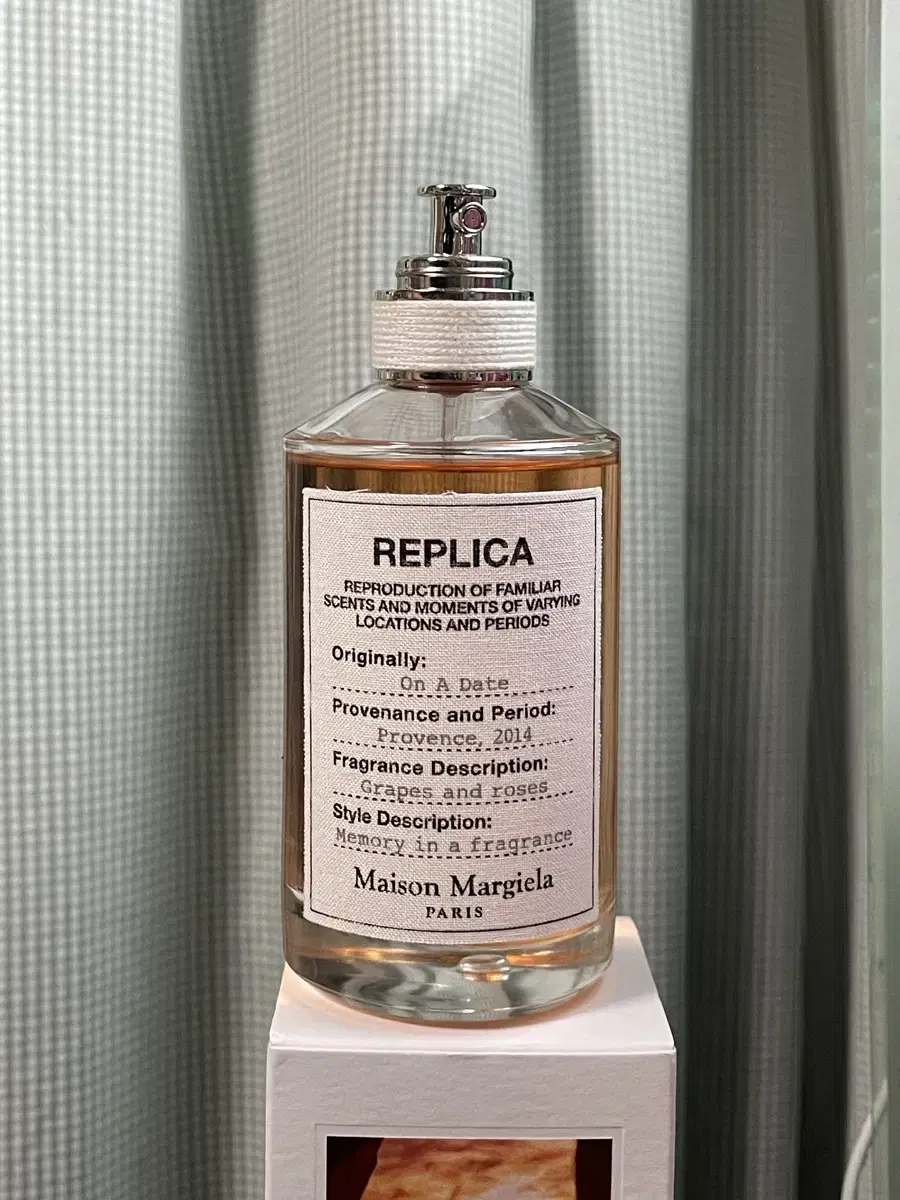 REPLICA
REPRODUCTION OF FAMILIAR
SCENTS AND MOMENTS OF VARYING
LOCATIONS AND PERIODS
Originally:
On A Date
Provenance and Period:
Provence, 2014
Fragrance Description:
Grapes and roses
Style Description:
Memory in a fragrance
Maison Margiela
PARIS